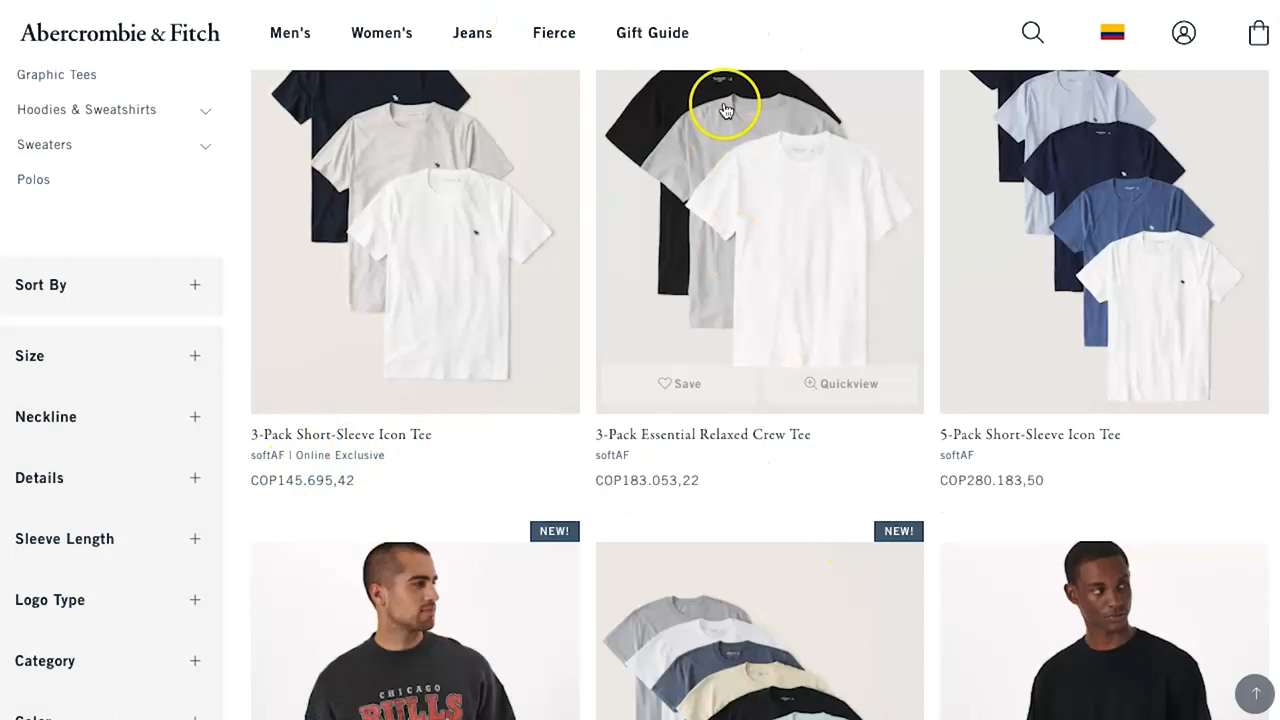 Abercrombie & Fitch
Men's
Women's
Jeans
Fierce
Gift Guide
Graphic Tees
Hoodies & Sweatshirts
Sweaters
Polos
Sort By
Size
Neckline
Details
Sleeve Length
Logo Type
Category
Save
Quickview
3-Pack Short-Sleeve Icon Tee
softAF | Online Exclusive
COP145.695,42
3-Pack Essential Relaxed Crew Tee
softAF
COP183.053,22
5-Pack Short-Sleeve Icon Tee
softAF
COP280.183,50
NEW!
NEW!
CHICAGO
BULLS